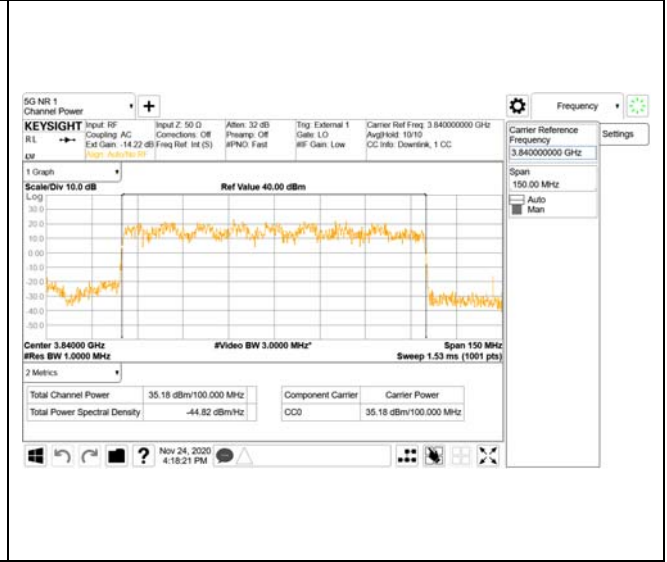 5G NR 1
Channel Power
Frequency
KEYSIGHT
RL
Input: RF
Coupling: AC
Ext Gain: -14.22 dB
Align: Auto/No RF
Input Z: 50 Ω
Corrections: Off
Freq Ref: Int (S)
Atten: 32 dB
Preamp: Off
#PNO: Fast
Trig: External 1
Gate: LO
#IF Gain: Low
Carrier Ref Freq: 3.840000000 GHz
Avg|Hold: 10/10
CC Info: Downlink, 1 CC
Carrier Reference
Frequency
3.840000000 GHz
Settings
Span
150.00 MHz
Auto
Man
1 Graph
Scale/Div 10.0 dB
Ref Value 40.00 dBm
Log
30.0
20.0
10.0
0.00
-10.0
-20.0
-30.0
-40.0
-50.0
Center 3.84000 GHz
#Video BW 3.0000 MHz*
Span 150 MHz
#Res BW 1.0000 MHz
Sweep 1.53 ms (1001 pts)
2 Metrics
Total Channel Power 35.18 dBm/100.000 MHz
Total Power Spectral Density -44.82 dBm/Hz
Component Carrier Carrier Power
CC0 35.18 dBm/100.000 MHz
?
Nov 24, 2020
4:18:21 PM